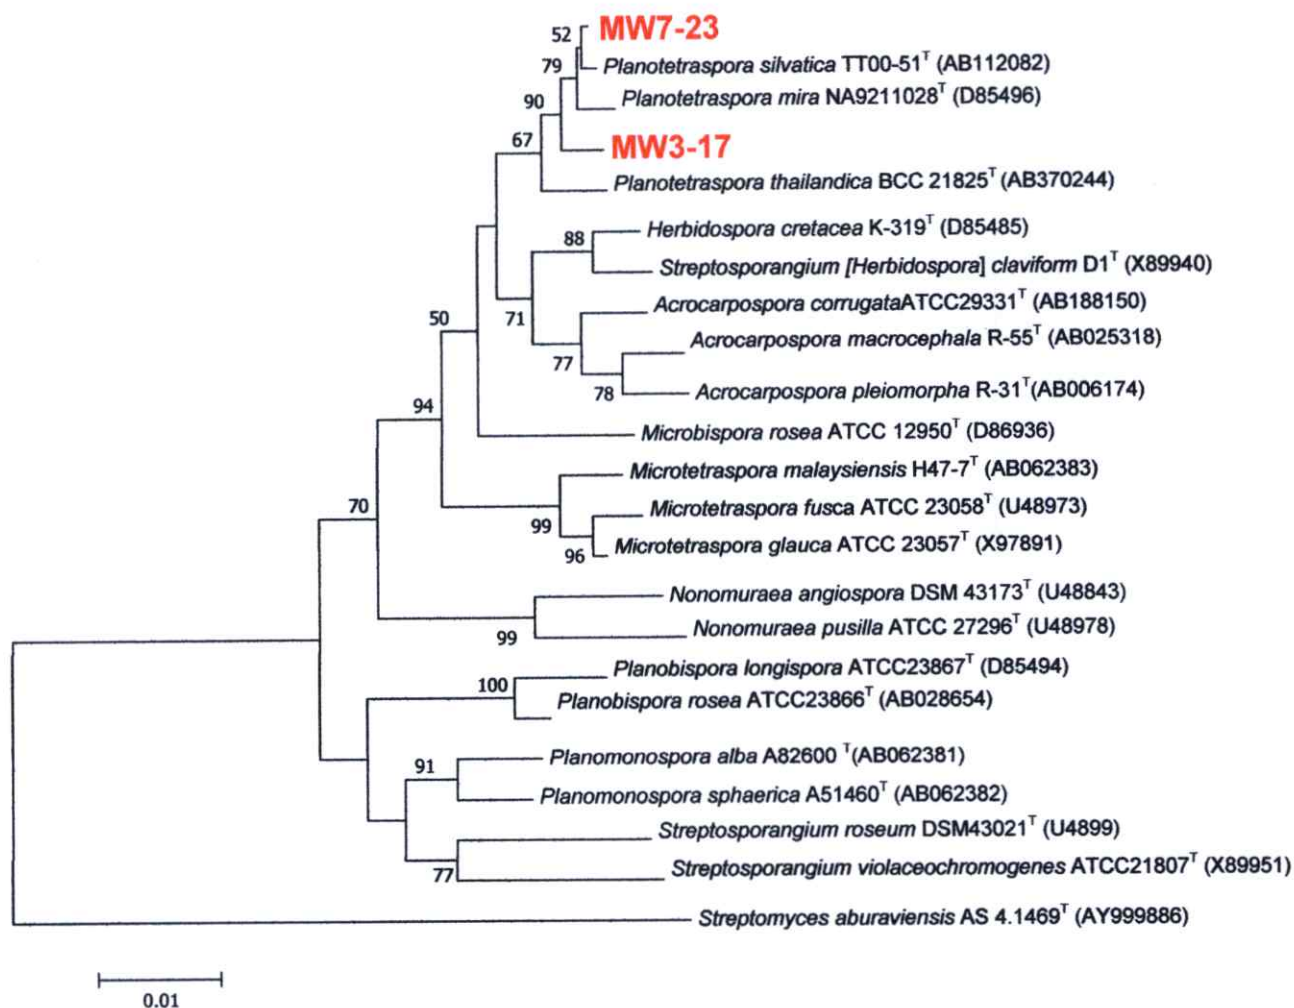 52
MW7-23
79
Planotetraspora silvatica TT00-51ᵀ (AB112082)
90
Planotetraspora mira NA9211028ᵀ (D85496)
67
MW3-17
Planotetraspora thailandica BCC 21825ᵀ (AB370244)
88
Herbidospora cretacea K-319ᵀ (D85485)
Streptosporangium [Herbidospora] claviform D1ᵀ (X89940)
50
71
Acrocarpospora corrugataATCC29331ᵀ (AB188150)
77
Acrocarpospora macrocephala R-55ᵀ (AB025318)
78
Acrocarpospora pleiomorpha R-31ᵀ(AB006174)
94
Microbispora rosea ATCC 12950ᵀ (D86936)
Microtetraspora malaysiensis H47-7ᵀ (AB062383)
70
99
Microtetraspora fusca ATCC 23058ᵀ (U48973)
96
Microtetraspora glauca ATCC 23057ᵀ (X97891)
Nonomuraea angiospora DSM 43173ᵀ (U48843)
99
Nonomuraea pusilla ATCC 27296ᵀ (U48978)
Planobispora longispora ATCC23867ᵀ (D85494)
100
Planobispora rosea ATCC23866ᵀ (AB028654)
91
Planomonospora alba A82600 ᵀ(AB062381)
Planomonospora sphaerica A51460ᵀ (AB062382)
Streptosporangium roseum DSM43021ᵀ (U4899)
77
Streptosporangium violaceochromogenes ATCC21807ᵀ (X89951)
Streptomyces aburaviensis AS 4.1469ᵀ (AY999886)
0.01